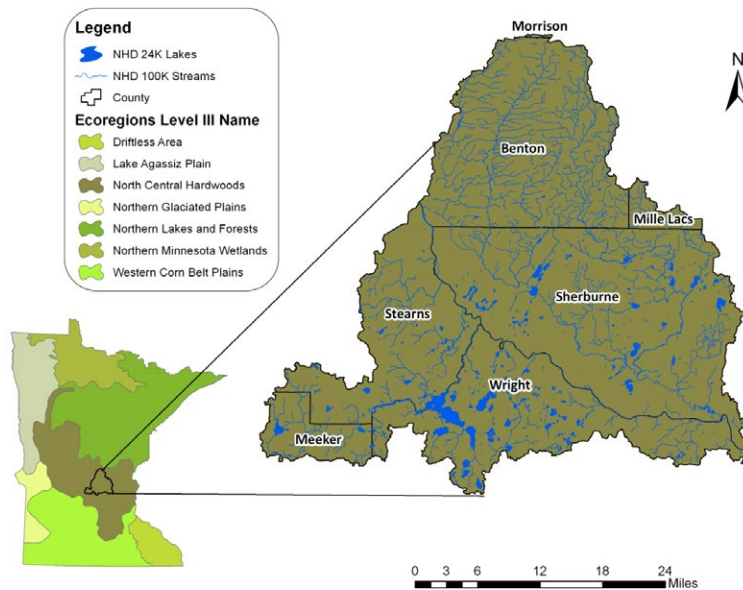 Legend
NHD 24K Lakes
NHD 100K Streams
County
Ecoregions Level III Name
Driftless Area
Lake Agassiz Plain
North Central Hardwoods
Northern Glaciated Plains
Northern Lakes and Forests
Northern Minnesota Wetlands
Western Corn Belt Plains
Morrison
N
Benton
Mille Lacs
Sherburne
Stearns
Wright
Meeker
0 3 6 12 18 24
Miles